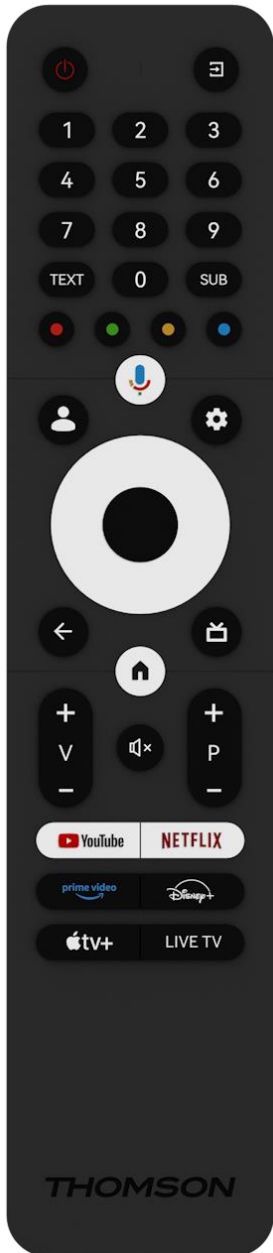 1 2 3
4 5 6
7 8 9
TEXT 0 SUB
+ +
V P
− −
YouTube NETFLIX
prime video Disney+
tv+ LIVE TV
THOMSON